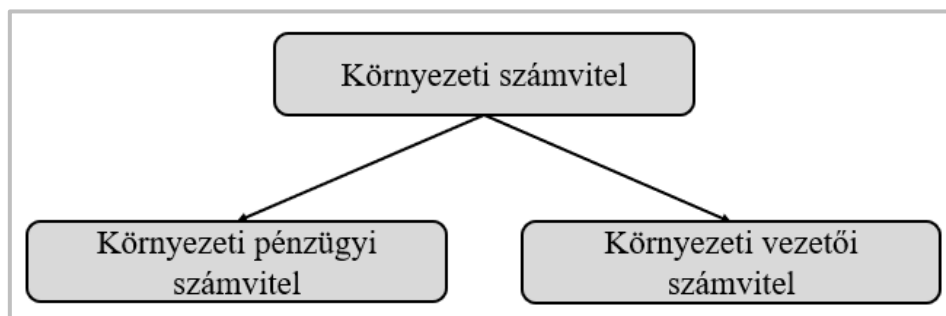 Környezeti számvitel
Környezeti pénzügyi
számvitel
Környezeti vezetői
számvitel